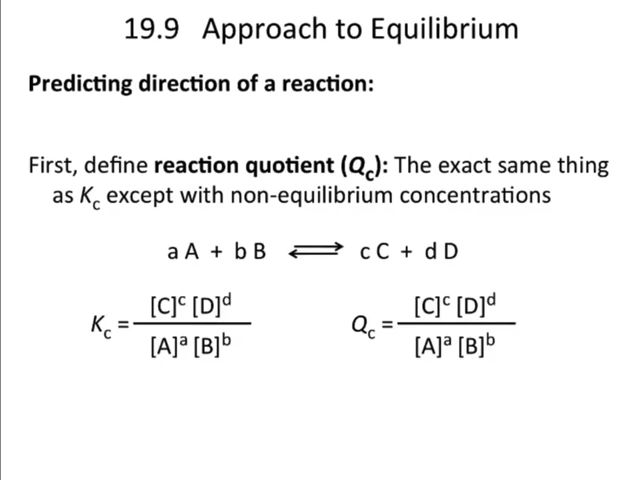 19.9 Approach to Equilibrium
Predicting direction of a reaction:
First, define reaction quotient (Qc): The exact same thing
as Kc except with non-equilibrium concentrations
a A + b B ⇌ c C + d D
Kc = [C]^c [D]^d / [A]^a [B]^b Qc = [C]^c [D]^d / [A]^a [B]^b